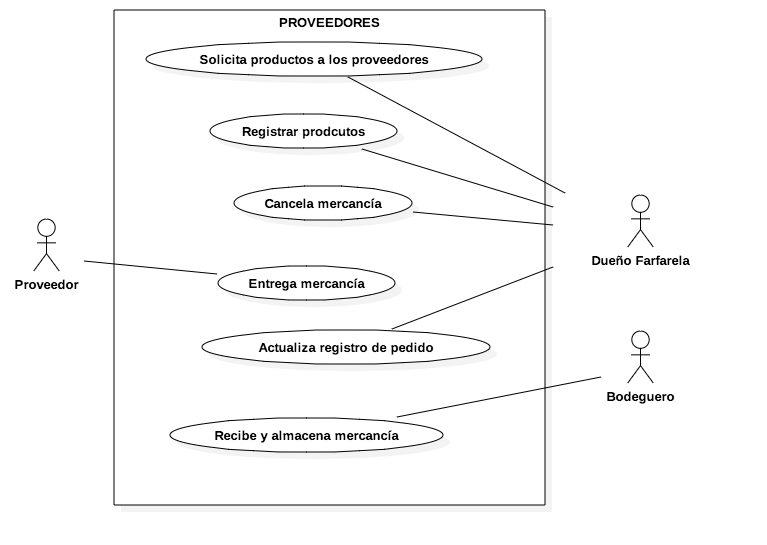 PROVEEDORES
Solicita productos a los proveedores
Registrar prodcutos
Cancela mercancía
Entrega mercancía
Actualiza registro de pedido
Recibe y almacena mercancía
Proveedor
Dueño Farfarela
Bodeguero